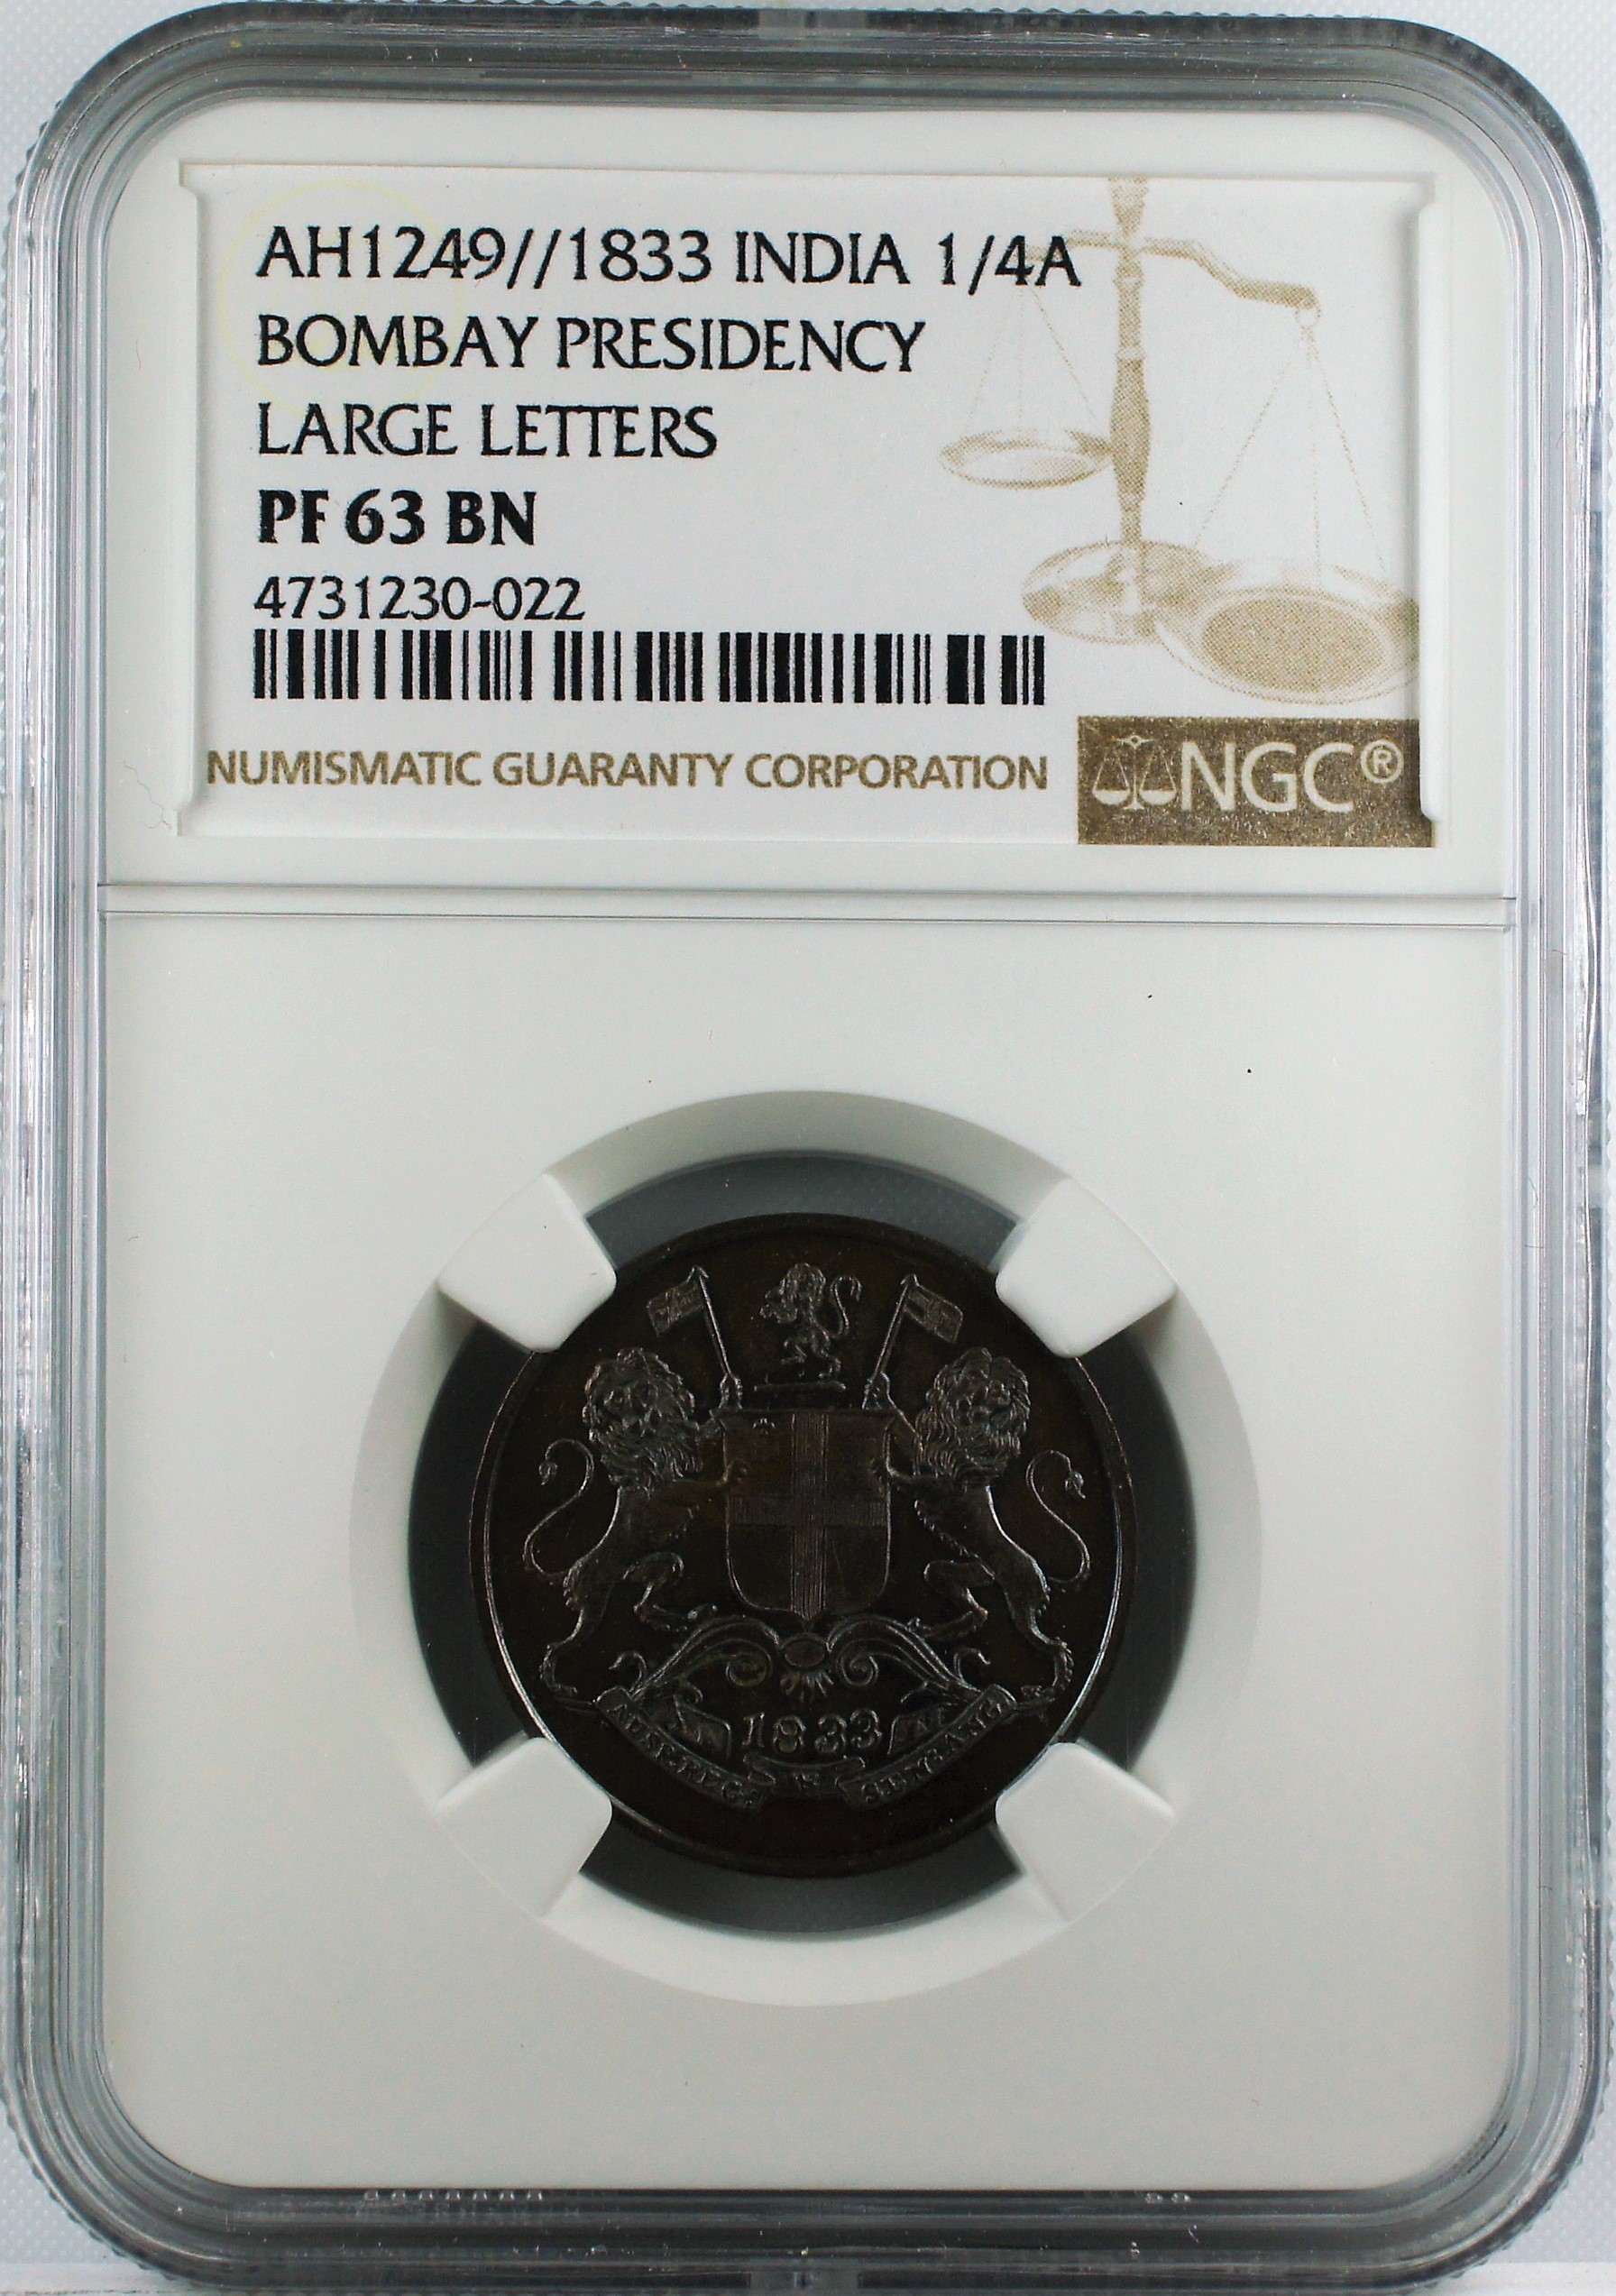 AH1249//1833 INDIA 1/4A
BOMBAY PRESIDENCY
LARGE LETTERS
PF 63 BN
4731230-022
NUMISMATIC GUARANTY CORPORATION
NGC®
1833